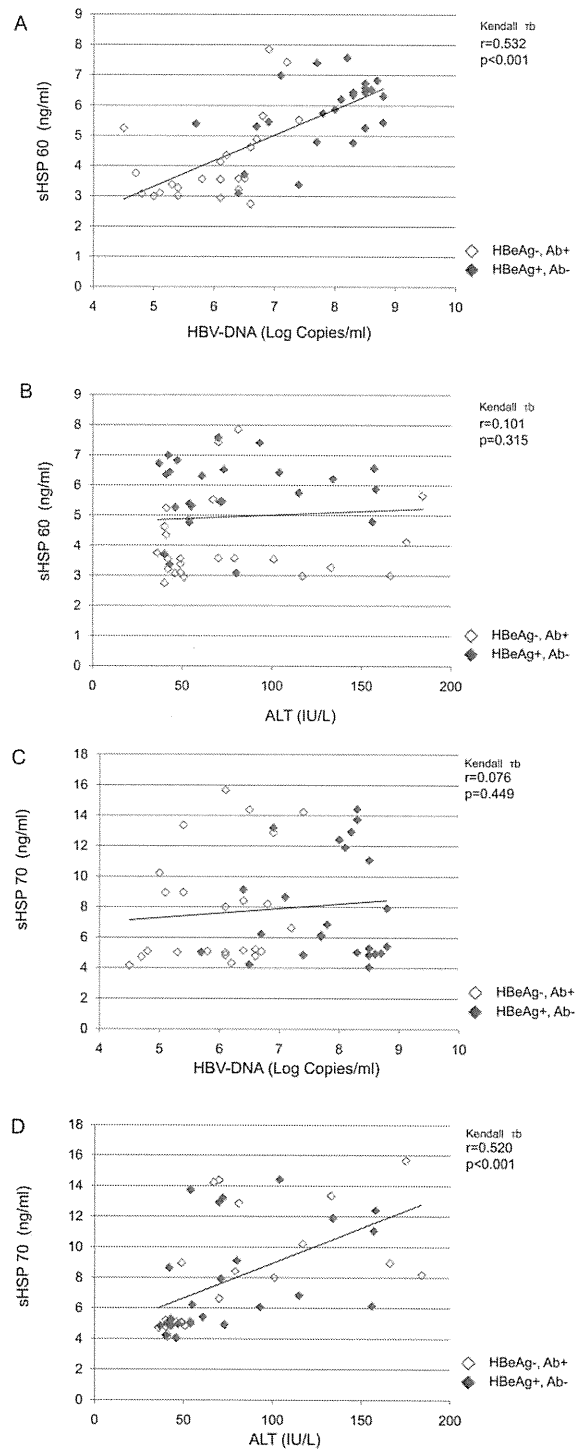 A
Kendall τb
r=0.532
p<0.001
9
8
7
6
5
4
3
2
1
0
sHSP 60 (ng/ml)
4 5 6 7 8 9 10
HBV-DNA (Log Copies/ml)
HBeAg-, Ab+
HBeAg+, Ab-
B
Kendall τb
r=0.101
p=0.315
9
8
7
6
5
4
3
2
1
0
sHSP 60 (ng/ml)
0 50 100 150 200
ALT (IU/L)
HBeAg-, Ab+
HBeAg+, Ab-
C
Kendall τb
r=0.076
p=0.449
18
16
14
12
10
8
6
4
2
0
sHSP 70 (ng/ml)
4 5 6 7 8 9 10
HBV-DNA (Log Copies/ml)
HBeAg-, Ab+
HBeAg+, Ab-
D
Kendall τb
r=0.520
p<0.001
18
16
14
12
10
8
6
4
2
0
sHSP 70 (ng/ml)
0 50 100 150 200
ALT (IU/L)
HBeAg-, Ab+
HBeAg+, Ab-